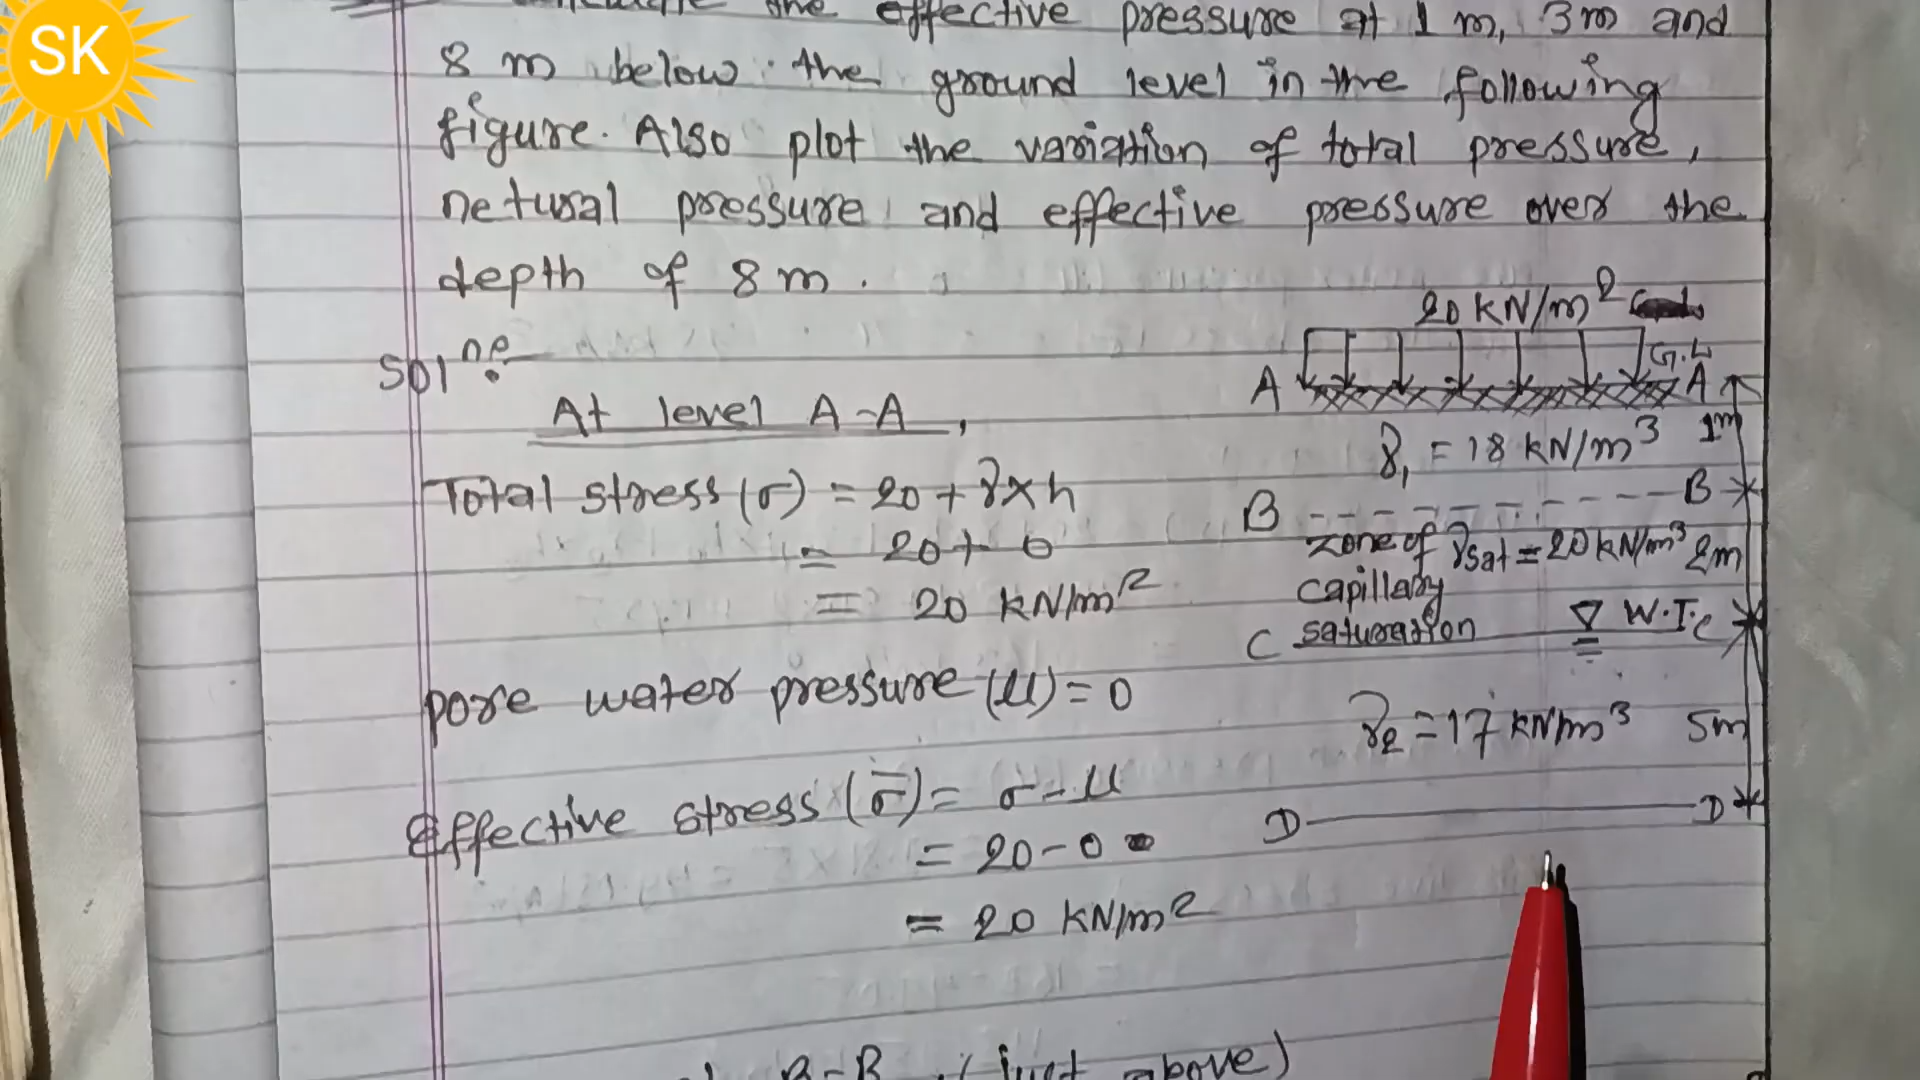 SK
the effective pressure at 1 m, 3m and
8 m below the ground level in the following
figure. Also plot the variation of total pressure,
netural pressure and effective pressure over the
depth of 8 m.
20 KN/m²
Solne:-
G.L
A A
At level A-A,
γ1 = 18 KN/m³ 1m
Total stress (σ) = 20 + γ×h
B B
= 20 + 0
zone of γsat = 20 KN/m³ 2m
capillary
= 20 KN/m²
saturation W.T.
C C
Pore water pressure (u) = 0
γ2 = 17 KN/m³ 5m
Effective stress (σ̄) = σ - u
D D
= 20 - 0
= 20 KN/m²
B-B (just above)